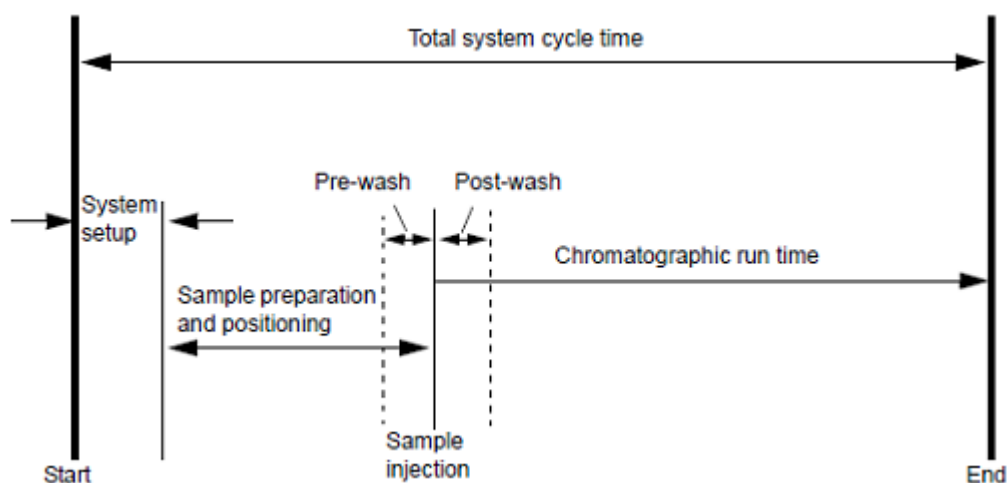 Total system cycle time
Pre-wash
Post-wash
System
setup
Chromatographic run time
Sample preparation
and positioning
Sample
injection
Start
End